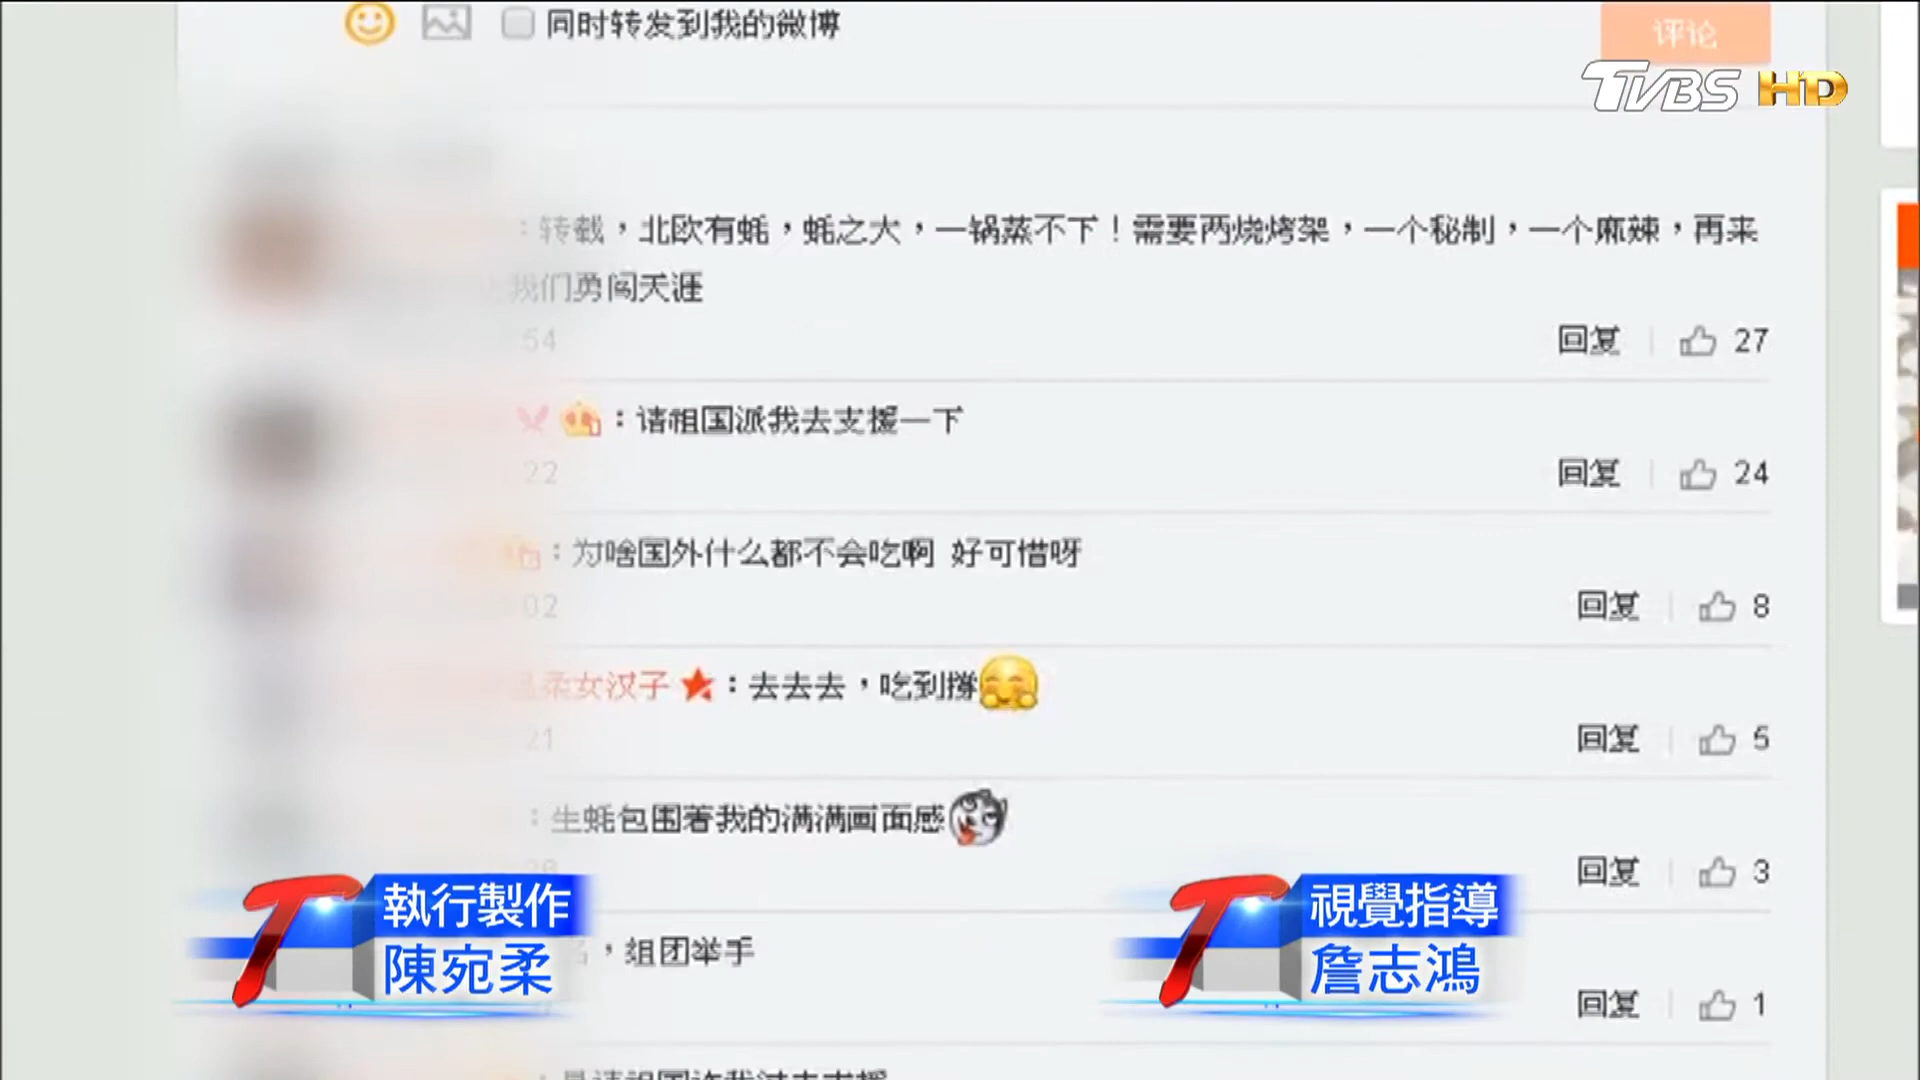 同时转发到我的微博
评论
TVBS HD
：转载，北欧有蚝，蚝之大，一锅蒸不下！需要两烧烤架，一个秘制，一个麻辣，再来
我们勇闯天涯
54
回复 27
：请祖国派我去支援一下
22
回复 24
：为啥国外什么都不会吃啊 好可惜呀
02
回复 8
柔女汉子：去去去，吃到撑
21
回复 5
：生蚝包围着我的满满画面感
28
回复 3
，组团举手
回复 1
執行製作
陳宛柔
視覺指導
詹志鴻